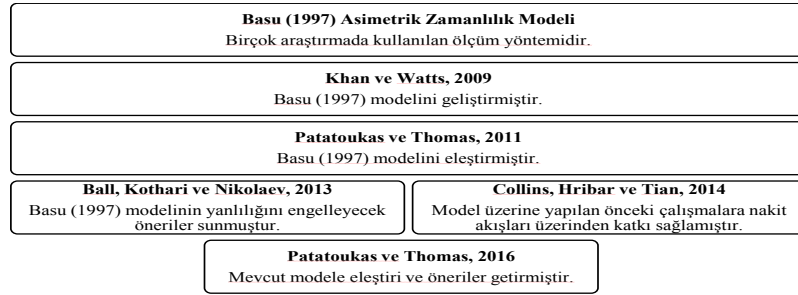 Basu (1997) Asimetrik Zamanlılık Modeli
Birçok araştırmada kullanılan ölçüm yöntemidir.
Khan ve Watts, 2009
Basu (1997) modelini geliştirmiştir.
Patatoukas ve Thomas, 2011
Basu (1997) modelini eleştirmiştir.
Ball, Kothari ve Nikolaev, 2013
Basu (1997) modelinin yanlılığını engelleyecek
öneriler sunmuştur.
Collins, Hribar ve Tian, 2014
Model üzerine yapılan önceki çalışmalara nakit
akışları üzerinden katkı sağlamıştır.
Patatoukas ve Thomas, 2016
Mevcut modele eleştiri ve öneriler getirmiştir.